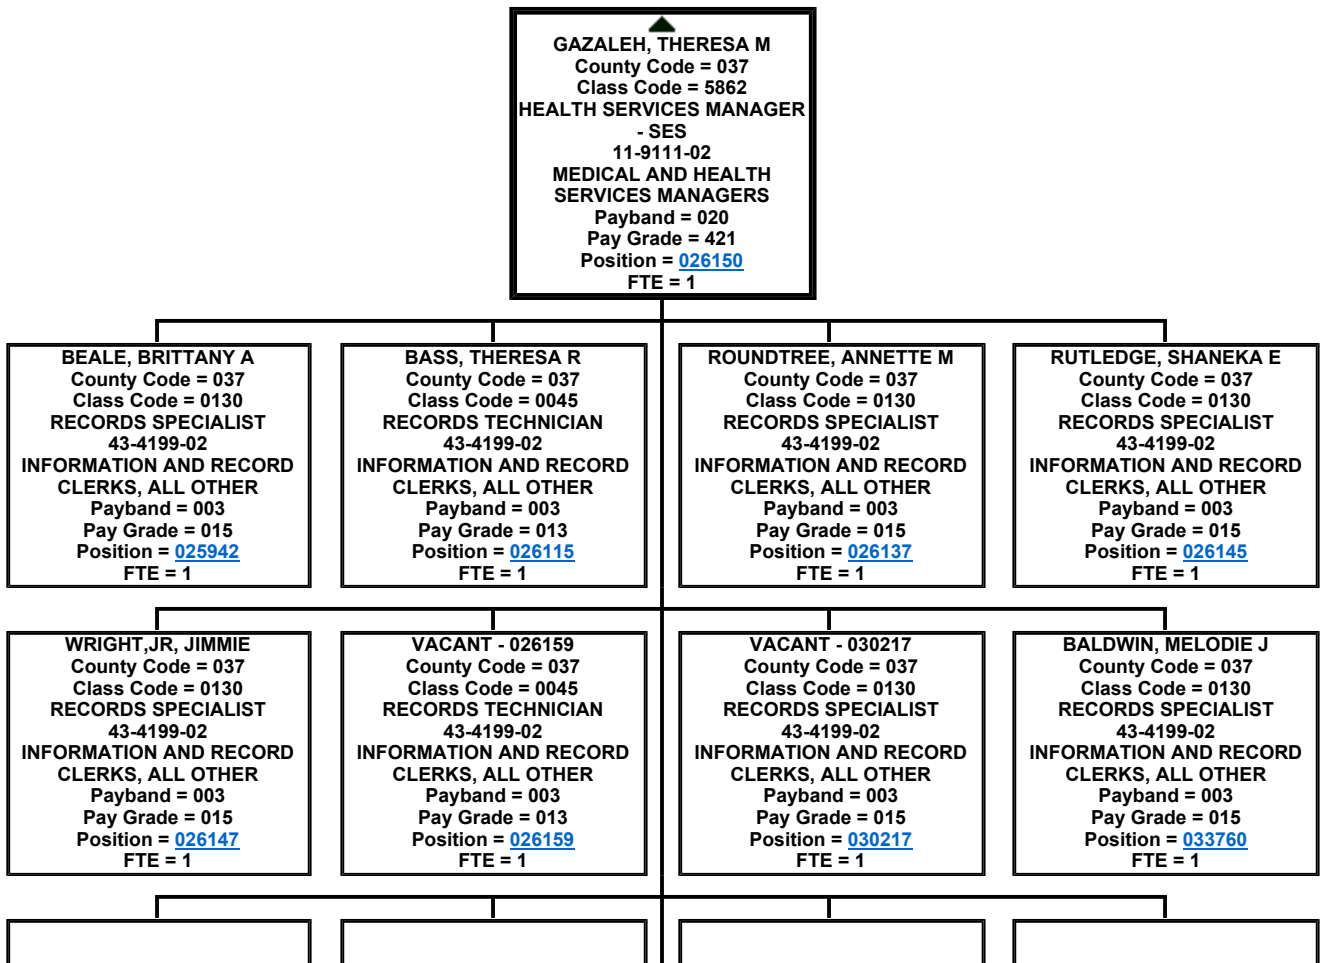 GAZALEH, THERESA M
County Code = 037
Class Code = 5862
HEALTH SERVICES MANAGER
- SES
11-9111-02
MEDICAL AND HEALTH
SERVICES MANAGERS
Payband = 020
Pay Grade = 421
Position = 026150
FTE = 1
BEALE, BRITTANY A
County Code = 037
Class Code = 0130
RECORDS SPECIALIST
43-4199-02
INFORMATION AND RECORD
CLERKS, ALL OTHER
Payband = 003
Pay Grade = 015
Position = 025942
FTE = 1
BASS, THERESA R
County Code = 037
Class Code = 0045
RECORDS TECHNICIAN
43-4199-02
INFORMATION AND RECORD
CLERKS, ALL OTHER
Payband = 003
Pay Grade = 013
Position = 026115
FTE = 1
ROUNDTREE, ANNETTE M
County Code = 037
Class Code = 0130
RECORDS SPECIALIST
43-4199-02
INFORMATION AND RECORD
CLERKS, ALL OTHER
Payband = 003
Pay Grade = 015
Position = 026137
FTE = 1
RUTLEDGE, SHANEKA E
County Code = 037
Class Code = 0130
RECORDS SPECIALIST
43-4199-02
INFORMATION AND RECORD
CLERKS, ALL OTHER
Payband = 003
Pay Grade = 015
Position = 026145
FTE = 1
WRIGHT,JR, JIMMIE
County Code = 037
Class Code = 0130
RECORDS SPECIALIST
43-4199-02
INFORMATION AND RECORD
CLERKS, ALL OTHER
Payband = 003
Pay Grade = 015
Position = 026147
FTE = 1
VACANT - 026159
County Code = 037
Class Code = 0045
RECORDS TECHNICIAN
43-4199-02
INFORMATION AND RECORD
CLERKS, ALL OTHER
Payband = 003
Pay Grade = 013
Position = 026159
FTE = 1
VACANT - 030217
County Code = 037
Class Code = 0130
RECORDS SPECIALIST
43-4199-02
INFORMATION AND RECORD
CLERKS, ALL OTHER
Payband = 003
Pay Grade = 015
Position = 030217
FTE = 1
BALDWIN, MELODIE J
County Code = 037
Class Code = 0130
RECORDS SPECIALIST
43-4199-02
INFORMATION AND RECORD
CLERKS, ALL OTHER
Payband = 003
Pay Grade = 015
Position = 033760
FTE = 1